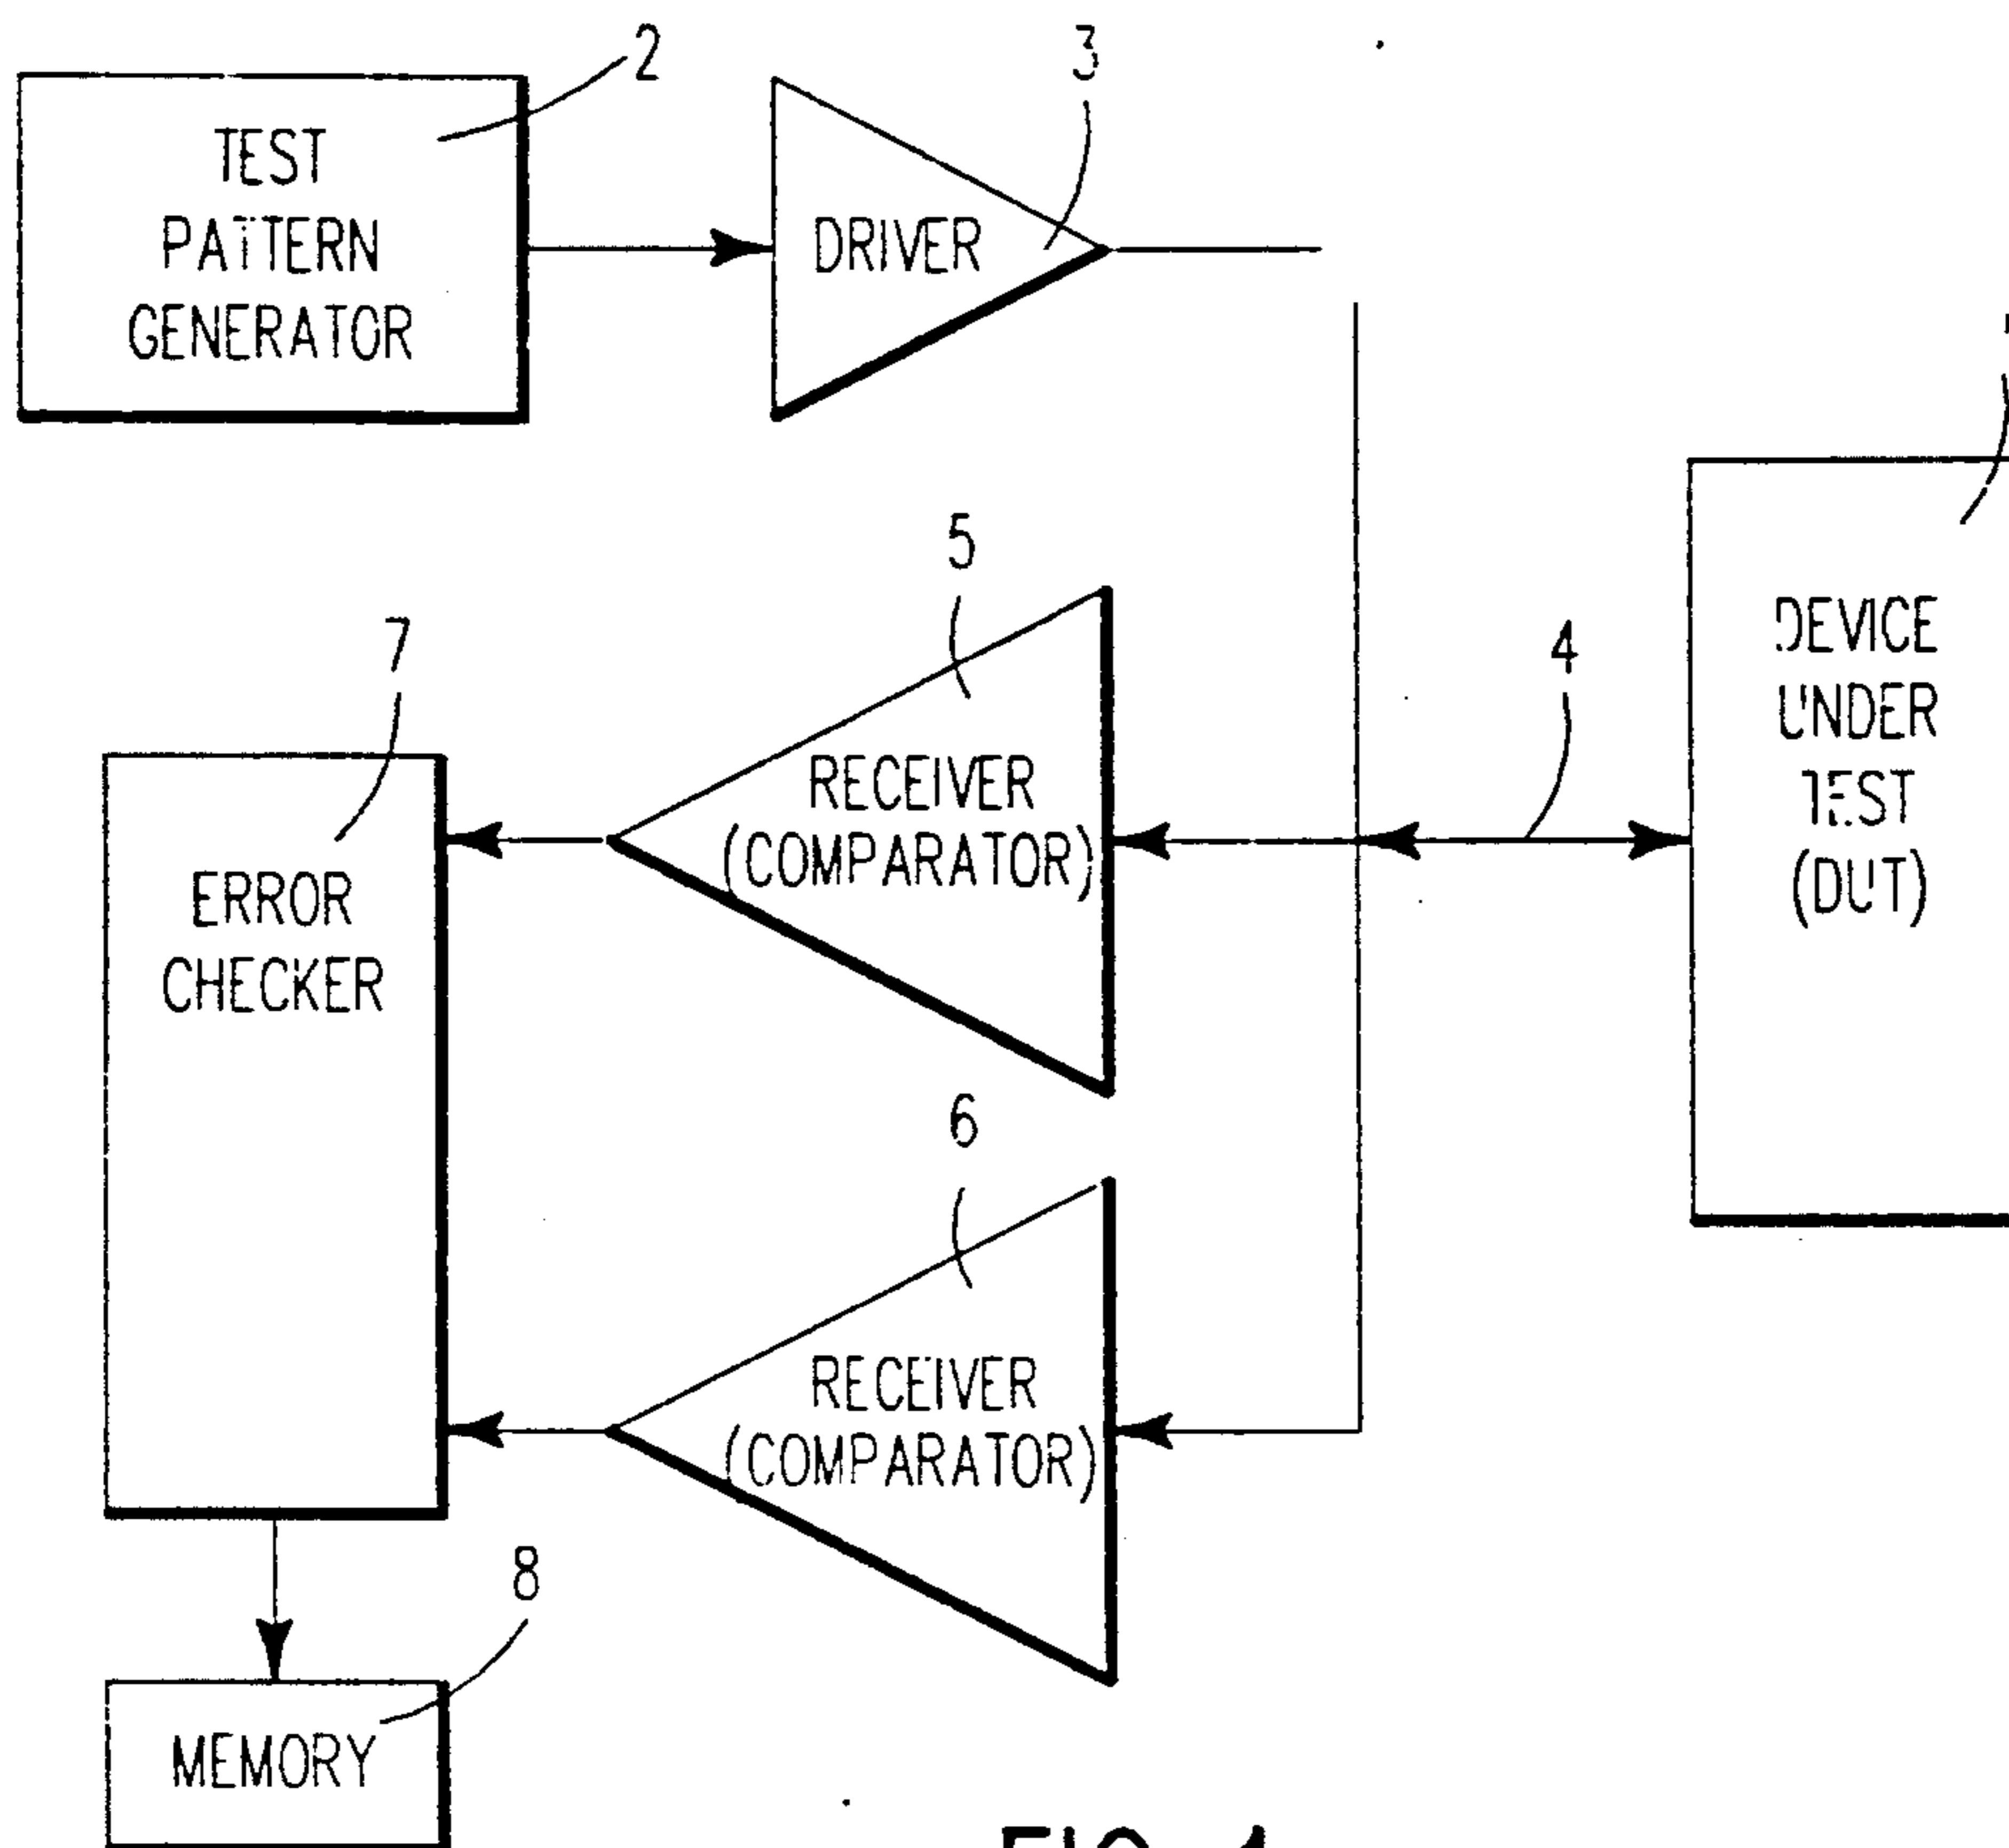 2
3
TEST
PATTERN
GENERATOR
DRIVER
5
7
4
DEVICE
UNDER
TEST
(DUT)
RECEIVER
(COMPARATOR)
ERROR
CHECKER
6
RECEIVER
(COMPARATOR)
8
MEMORY